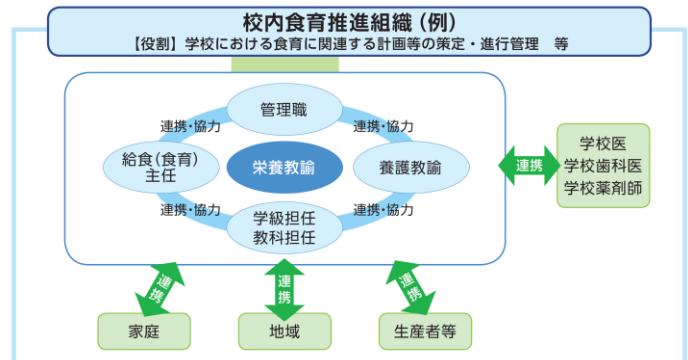 校内食育推進組織(例)
【役割】学校における食育に関連する計画等の策定・進行管理　等
管理職
連携・協力
連携・協力
給食(食育)
主任
栄養教諭
養護教諭
連携・協力
連携・協力
学級担任
教科担任
連携
学校医
学校歯科医
学校薬剤師
連携
連携
連携
家庭
地域
生産者等